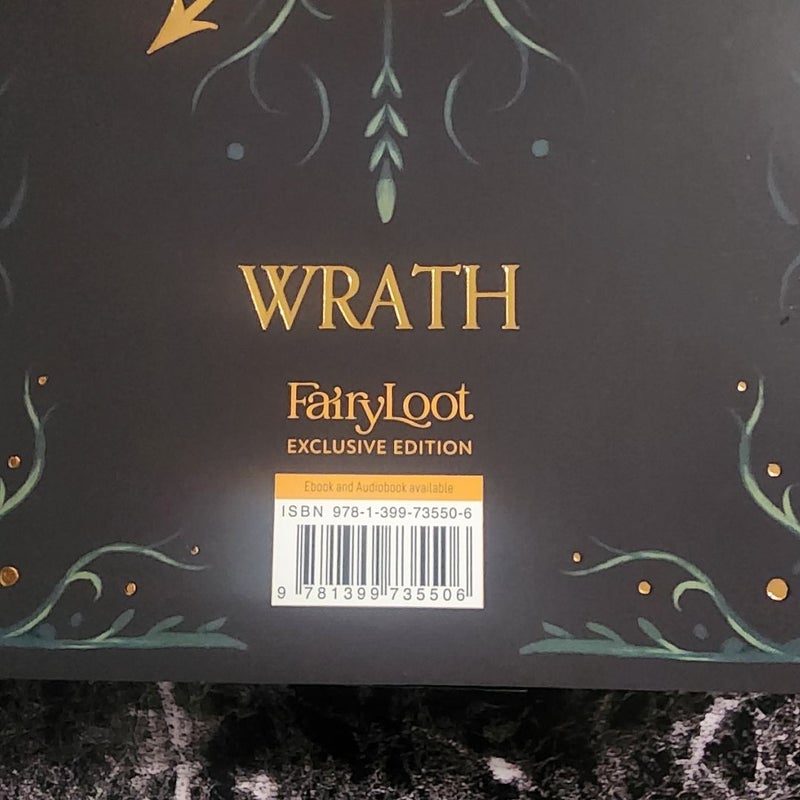 WRATH
FairyLoot
EXCLUSIVE EDITION
Ebook and Audiobook available
ISBN 978-1-399-73550-6
9 781399 735506